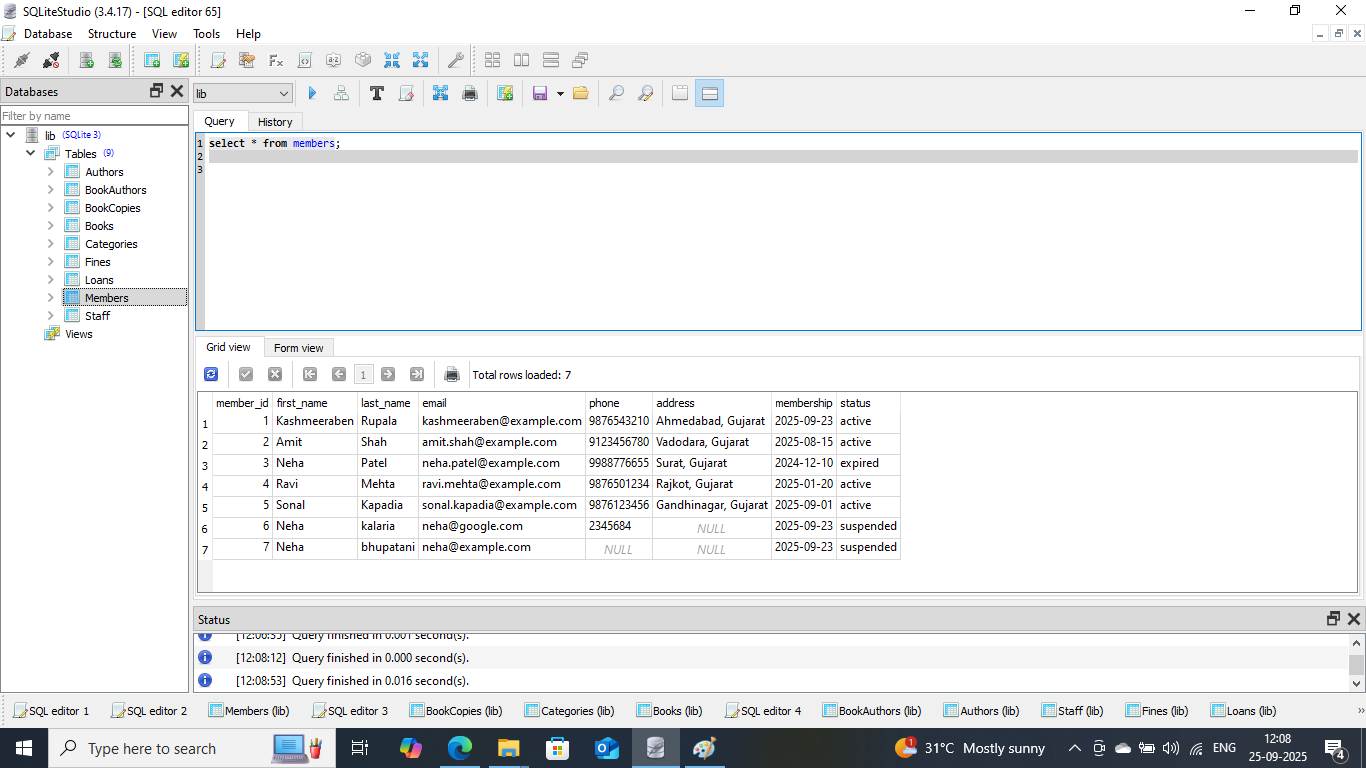 SQLiteStudio (3.4.17) - [SQL editor 65]
Database Structure View Tools Help
Databases
lib
Filter by name
Query History
lib (SQLite 3)
Tables (9)
Authors
BookAuthors
BookCopies
Books
Categories
Fines
Loans
Members
Staff
Views
1 select * from members;
2
3
Grid view Form view
1 Total rows loaded: 7
member_id first_name last_name email phone address membership status
1 1 Kashmeeraben Rupala kashmeeraben@example.com 9876543210 Ahmedabad, Gujarat 2025-09-23 active
2 2 Amit Shah amit.shah@example.com 9123456780 Vadodara, Gujarat 2025-08-15 active
3 3 Neha Patel neha.patel@example.com 9988776655 Surat, Gujarat 2024-12-10 expired
4 4 Ravi Mehta ravi.mehta@example.com 9876501234 Rajkot, Gujarat 2025-01-20 active
5 5 Sonal Kapadia sonal.kapadia@example.com 9876123456 Gandhinagar, Gujarat 2025-09-01 active
6 6 Neha kalaria neha@google.com 2345684 NULL 2025-09-23 suspended
7 7 Neha bhupatani neha@example.com NULL NULL 2025-09-23 suspended
Status
[12:06:35] Query finished in 0.001 second(s).
[12:08:12] Query finished in 0.000 second(s).
[12:08:53] Query finished in 0.016 second(s).
SQL editor 1 SQL editor 2 Members (lib) SQL editor 3 BookCopies (lib) Categories (lib) Books (lib) SQL editor 4 BookAuthors (lib) Authors (lib) Staff (lib) Fines (lib) Loans (lib) »
Type here to search
1 31°C Mostly sunny ENG 12:08
25-09-2025
4